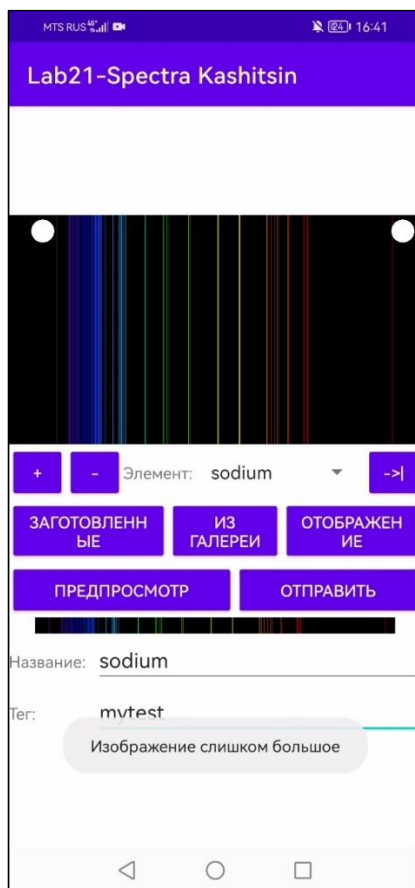 MTS RUS 4G 24 16:41
Lab21-Spectra Kashitsin
+ - Элемент: sodium ->|
ЗАГОТОВЛЕНН
ЫЕ
ИЗ
ГАЛЕРЕИ
ОТОБРАЖЕН
ИЕ
ПРЕДПРОСМОТР ОТПРАВИТЬ
Название: sodium
Тег: mytest
Изображение слишком большое